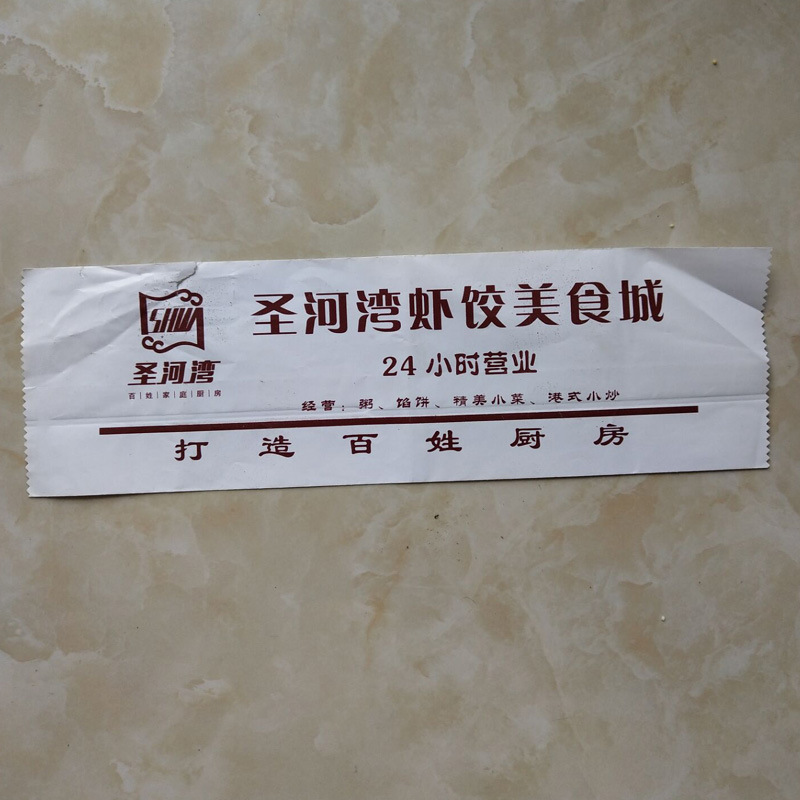 SHW
圣河湾
百姓家庭厨房
圣河湾虾饺美食城
24小时营业
经营：粥、馅饼、精美小菜、港式小炒
打造百姓厨房